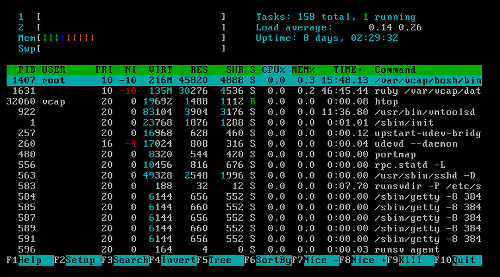 1 [ ] Tasks: 158 total, 1 running
2 [ ] Load average: 0.14 0.26
Mem[||||||||| ] Uptime: 8 days, 02:29:32
Swp[ ]
PID USER PRI NI VIRT RES SHR S CPU% MEM% TIME+ Command
1407 root 10 -10 216M 45820 4888 S 0.0 0.3 15:48.13 /var/vcap/bosh/bin
1631 10 -10 135M 30276 4536 S 0.0 0.2 46:45.44 ruby /var/vcap/dat
32060 vcap 20 0 19692 1488 1112 R 0.0 0.0 0:00.08 htop
922 20 0 83104 3904 3176 S 0.0 0.0 11:36.80 /usr/sbin/vmtoolsd
1 20 0 23768 1876 1288 S 0.0 0.0 0:01.01 /sbin/init
257 20 0 16968 628 460 S 0.0 0.0 0:00.12 upstart-udev-bridg
260 16 -4 17024 808 316 S 0.0 0.0 0:00.04 udevd --daemon
480 20 0 8320 544 420 S 0.0 0.0 0:00.00 portmap
556 20 0 10456 816 676 S 0.0 0.0 0:00.00 rpc.statd -L
563 20 0 49328 2548 1996 S 0.0 0.0 0:00.03 /usr/sbin/sshd -D
583 20 0 188 32 12 S 0.0 0.0 0:07.70 runsvdir -P /etc/s
584 20 0 6144 656 552 S 0.0 0.0 0:00.00 /sbin/getty -8 384
585 20 0 6144 660 552 S 0.0 0.0 0:00.00 /sbin/getty -8 384
587 20 0 6144 656 552 S 0.0 0.0 0:00.00 /sbin/getty -8 384
589 20 0 6144 660 552 S 0.0 0.0 0:00.00 /sbin/getty -8 384
591 20 0 6144 660 552 S 0.0 0.0 0:00.00 /sbin/getty -8 384
596 20 0 164 4 0 S 0.0 0.0 0:00.03 runsv agent
F1Help F2Setup F3SearchF4InvertF5Tree F6SortByF7Nice -F8Nice +F9Kill F10Quit